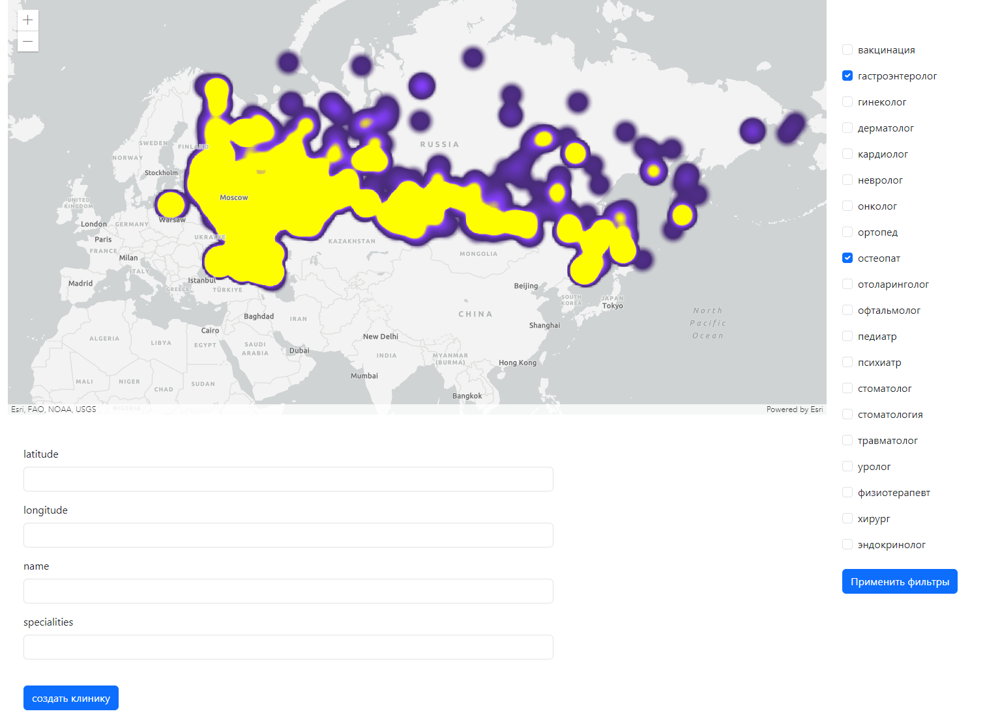 RUSSIA
SWEDEN
FINLAND
NORWAY
Stockholm
UNITED
KINGDOM
Moscow
Warsaw
London
GERMANY
Paris
UKRAINE
FRANCE
KAZAKHSTAN
MONGOLIA
Milan
ITALY
Istanbul
Madrid
GREECE
TÜRKIYE
Beijing
SOUTH
KOREA
JAPAN
Tokyo
Baghdad
IRAN
CHINA
North
Pacific
Ocean
Shanghai
Cairo
ALGERIA
LIBYA
EGYPT
SAUDI
ARABIA
Dubai
New Delhi
INDIA
MYANMAR
(BURMA)
Hong Kong
Mumbai
MALI
NIGER
CHAD
SUDAN
Bangkok
NIGERIA
Esri, FAO, NOAA, USGS
Powered by Esri
вакцинация
гастроэнтеролог
гинеколог
дерматолог
кардиолог
невролог
онколог
ортопед
остеопат
отоларинголог
офтальмолог
педиатр
психиатр
стоматолог
стоматология
травматолог
уролог
физиотерапевт
хирург
эндокринолог
Применить фильтры
latitude
longitude
name
specialities
создать клинику